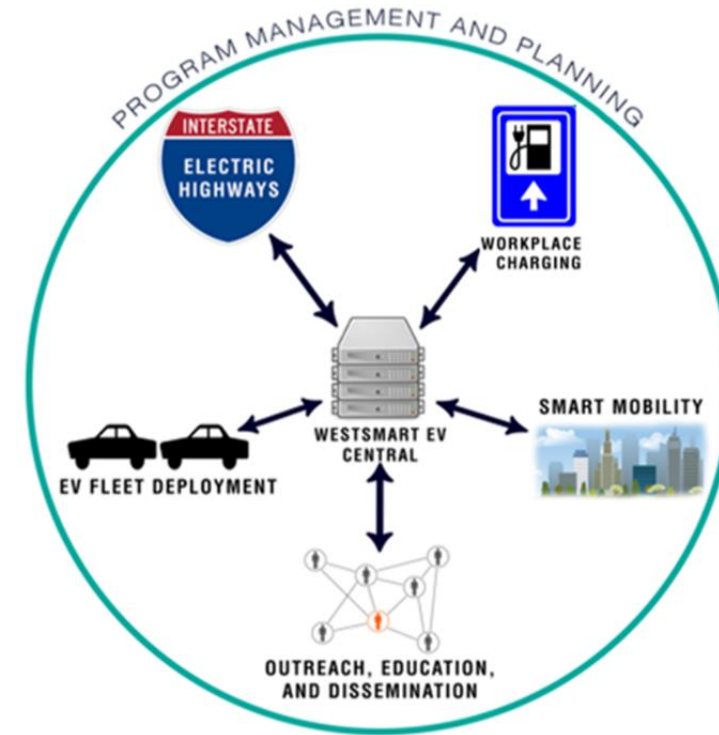 PROGRAM MANAGEMENT AND PLANNING
INTERSTATE
ELECTRIC
HIGHWAYS
WORKPLACE
CHARGING
WESTSMART EV
CENTRAL
SMART MOBILITY
EV FLEET DEPLOYMENT
OUTREACH, EDUCATION,
AND DISSEMINATION